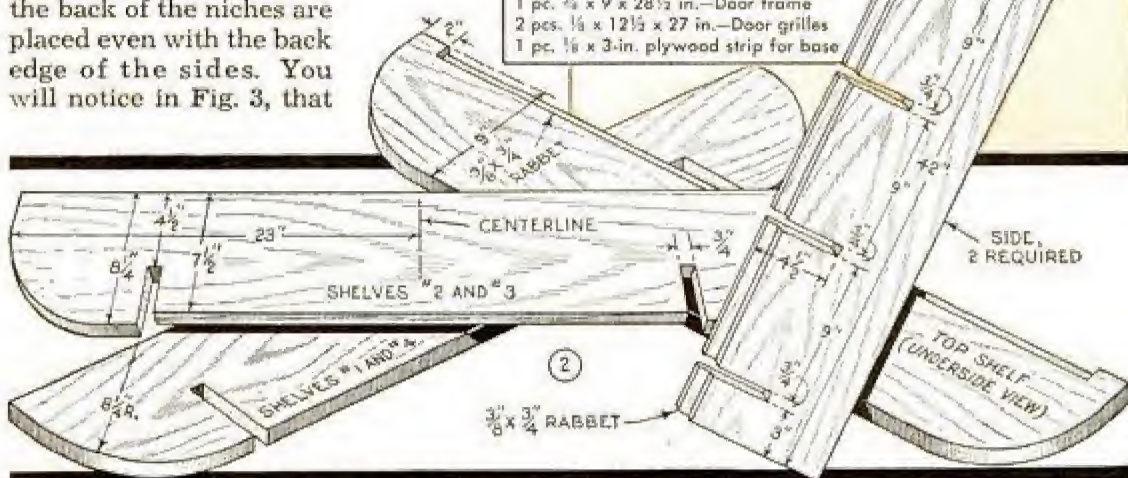 the back of the niches are
placed even with the back
edge of the sides. You
will notice in Fig. 3, that
1 pc. x 9 x 28½ in.—Door frame
2 pcs. ⅛ x 12½ x 27 in.—Door grilles
1 pc. ⅛ x 3-in. plywood strip for base
9"
3/4"
42"
9"
3/4"
4½"
9"
3/4"
3"
SIDE,
2 REQUIRED
9"
3/8" x 3/4"
RABBET
4½"
23"
CENTERLINE
3/4"
8¼"
7½"
SHELVES #2 AND #3
8¼"R.
SHELVES #1 AND #4
2
3/8" x 3/4" RABBET
TOP SHELF
(UNDERSIDE VIEW)